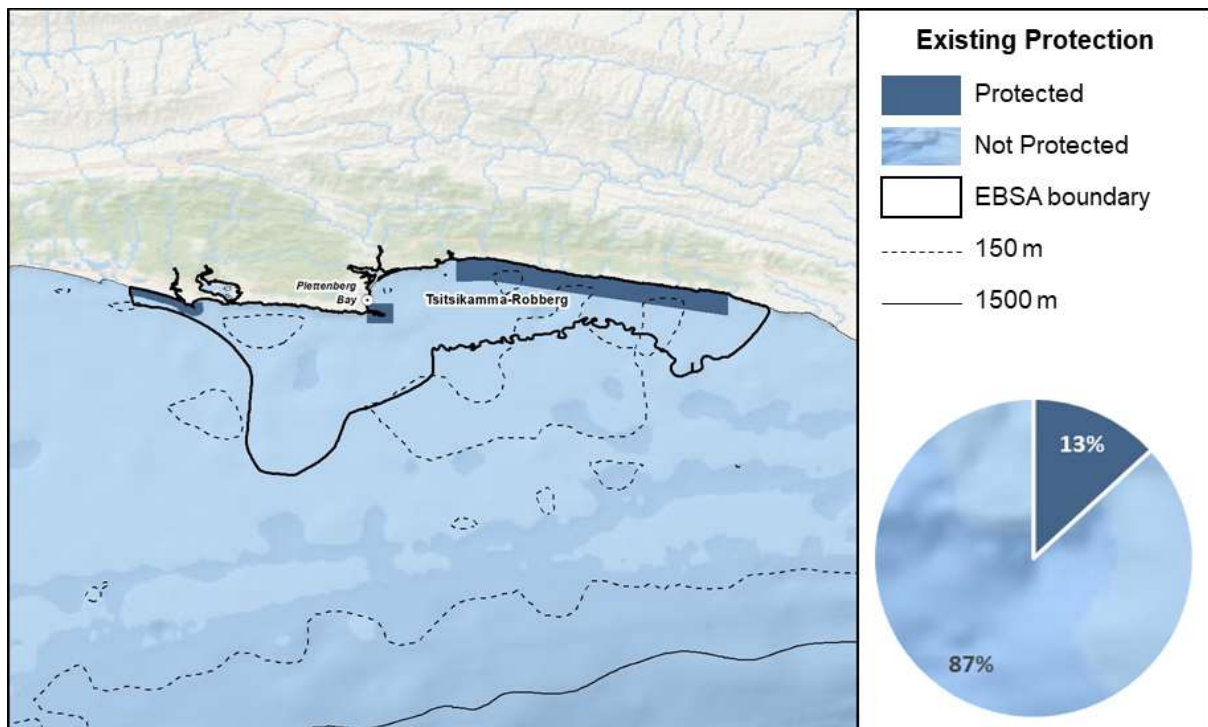 Plettenberg
Bay
Tsitsikamma-Robberg
Existing Protection
Protected
Not Protected
EBSA boundary
150 m
1500 m
13%
87%